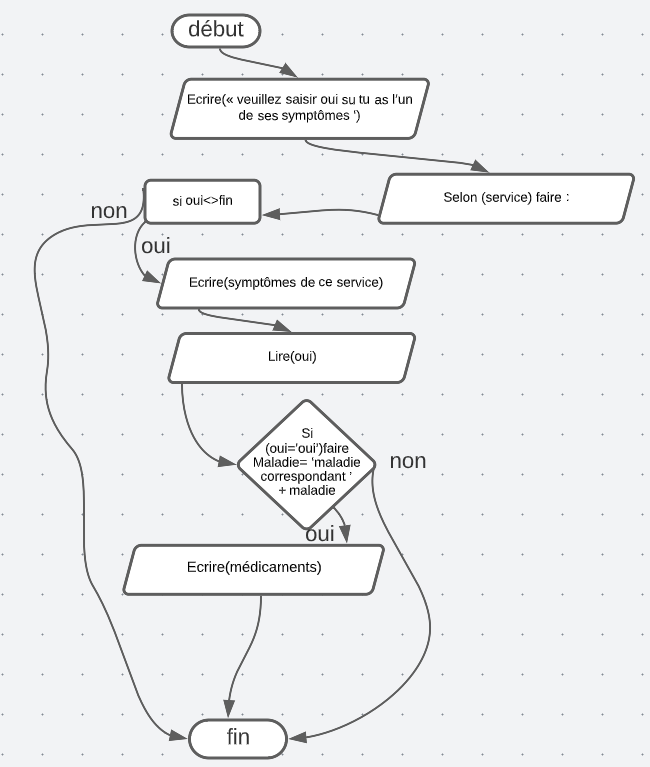 début
Ecrire(« veuillez saisir oui su tu as l'un
de ses symptômes ')
Selon (service) faire :
si oui<>fin
non
oui
Ecrire(symptômes de ce service)
Lire(oui)
Si
(oui='oui')faire
Maladie= 'maladie
correspondant '
+ maladie
non
oui
Ecrire(médicaments)
fin